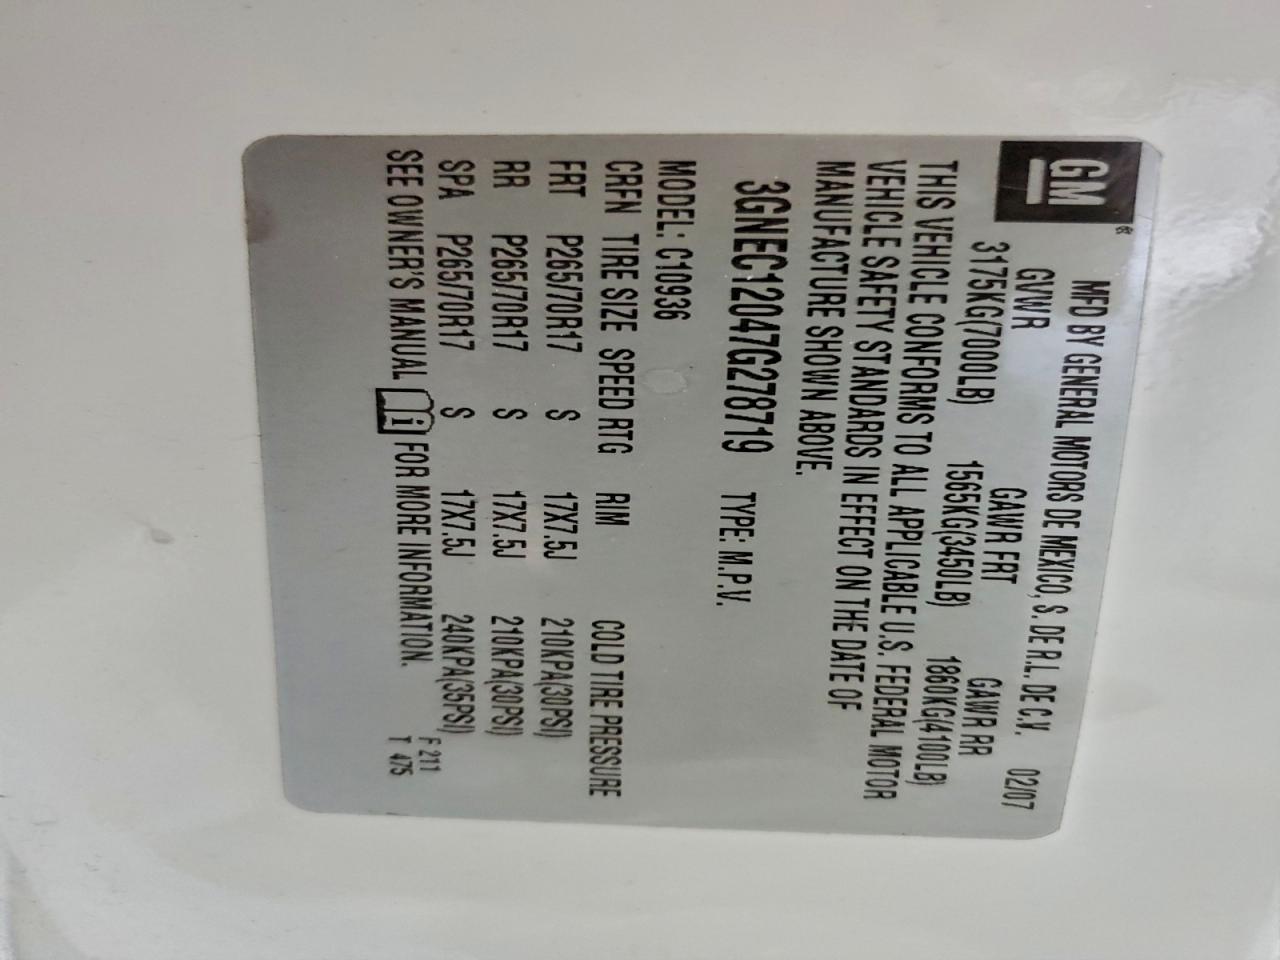 GM®
MFD BY GENERAL MOTORS DE MEXICO, S. DE R.L. DE C.V. 02/07
GVWR GAWR FRT GAWR RR
3175KG(7000LB) 1565KG(3450LB) 1860KG(4100LB)
THIS VEHICLE CONFORMS TO ALL APPLICABLE U.S. FEDERAL MOTOR
VEHICLE SAFETY STANDARDS IN EFFECT ON THE DATE OF
MANUFACTURE SHOWN ABOVE.
3GNEC12047G278719 TYPE: M.P.V.
MODEL: C10936
CREN TIRE SIZE SPEED RTG RIM COLD TIRE PRESSURE
FRT P265/70R17 S 17X7.5J 210KPA(30PSI)
RR P265/70R17 S 17X7.5J 210KPA(30PSI)
SPA P265/70R17 S 17X7.5J 240KPA(35PSI)
SEE OWNER'S MANUAL i FOR MORE INFORMATION.
F 211
T 475